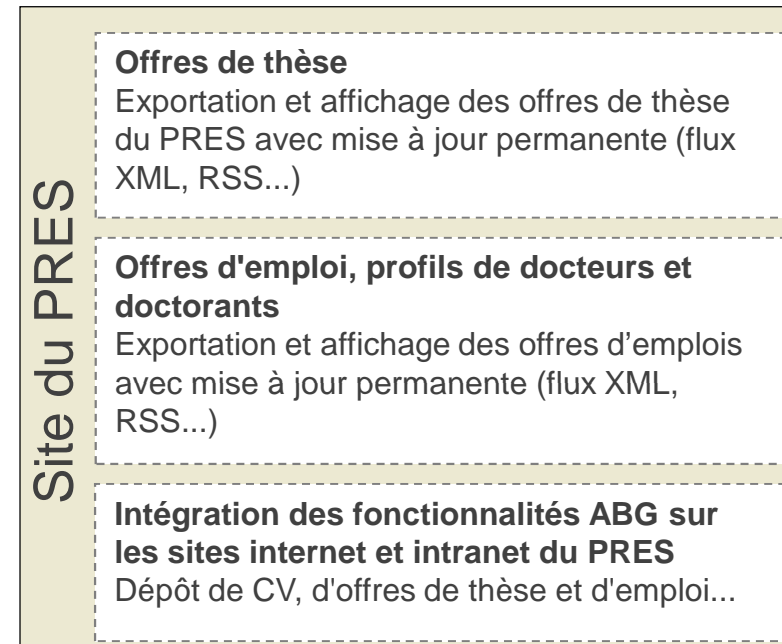 Site du PRES
Offres de thèse
Exportation et affichage des offres de thèse
du PRES avec mise à jour permanente (flux
XML, RSS...)
Offres d'emploi, profils de docteurs et
doctorants
Exportation et affichage des offres d’emplois
avec mise à jour permanente (flux XML,
RSS...)
Intégration des fonctionnalités ABG sur
les sites internet et intranet du PRES
Dépôt de CV, d'offres de thèse et d'emploi...